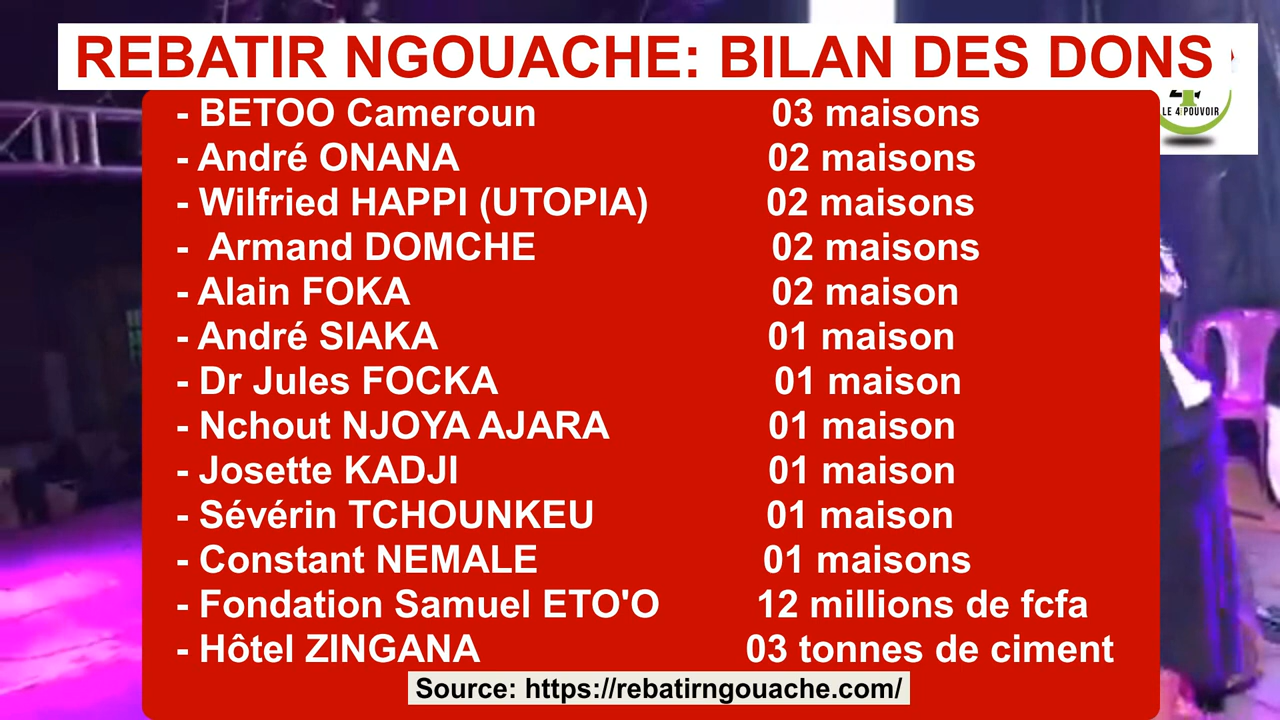 REBATIR NGOUACHE: BILAN DES DONS
LE 4 POUVOIR
- BETOO Cameroun 03 maisons
- André ONANA 02 maisons
- Wilfried HAPPI (UTOPIA) 02 maisons
- Armand DOMCHE 02 maisons
- Alain FOKA 02 maison
- André SIAKA 01 maison
- Dr Jules FOCKA 01 maison
- Nchout NJOYA AJARA 01 maison
- Josette KADJI 01 maison
- Sévérin TCHOUNKEU 01 maison
- Constant NEMALE 01 maisons
- Fondation Samuel ETO'O 12 millions de fcfa
- Hôtel ZINGANA 03 tonnes de ciment
Source: https://rebatirngouache.com/